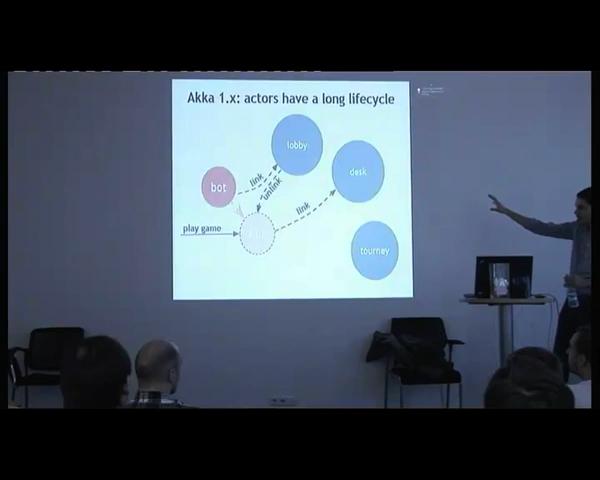 Akka 1.x: actors have a long lifecycle
lobby
desk
bot
link
unlink
link
play game
tourney